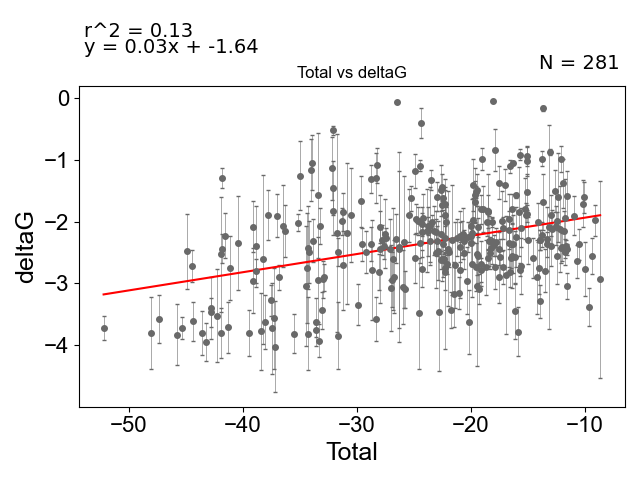 r^2 = 0.13
y = 0.03x + -1.64
N = 281
Total vs deltaG
0
−1
−2
−3
−4
deltaG
−50
−40
−30
−20
−10
Total